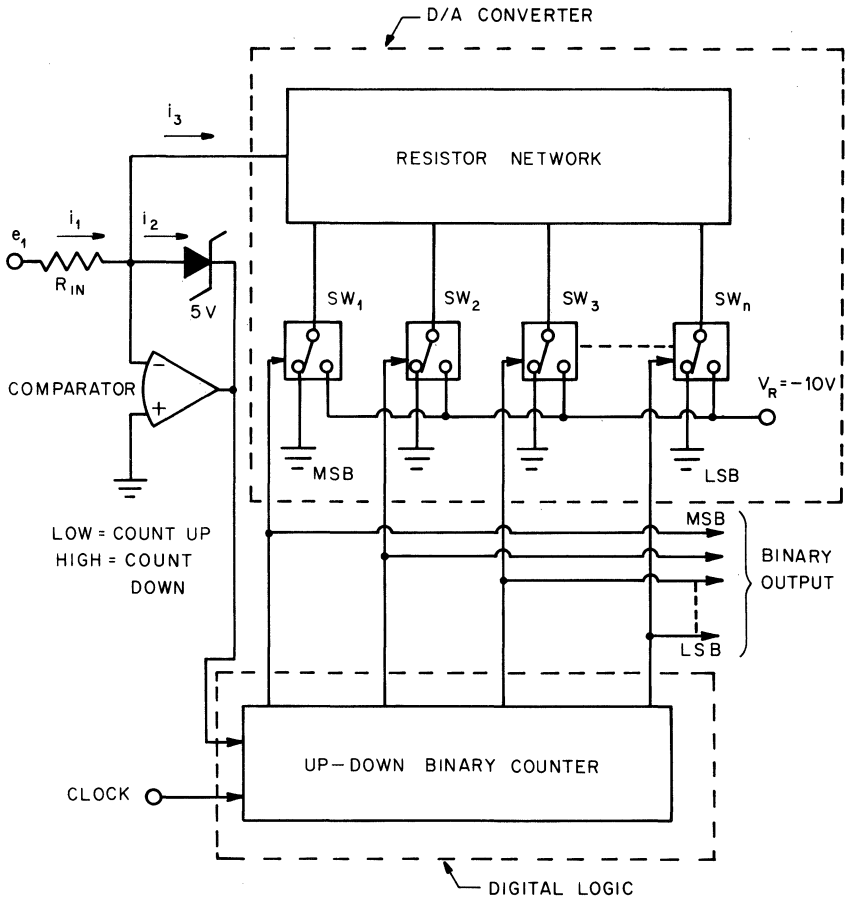 D/A CONVERTER
i3
RESISTOR NETWORK
i1
i2
e1
RIN
5V
SW1
SW2
SW3
SWn
COMPARATOR
−
+
VR=−10V
MSB
LSB
LOW = COUNT UP
HIGH = COUNT
DOWN
MSB
BINARY
OUTPUT
LSB
UP-DOWN BINARY COUNTER
CLOCK
DIGITAL LOGIC